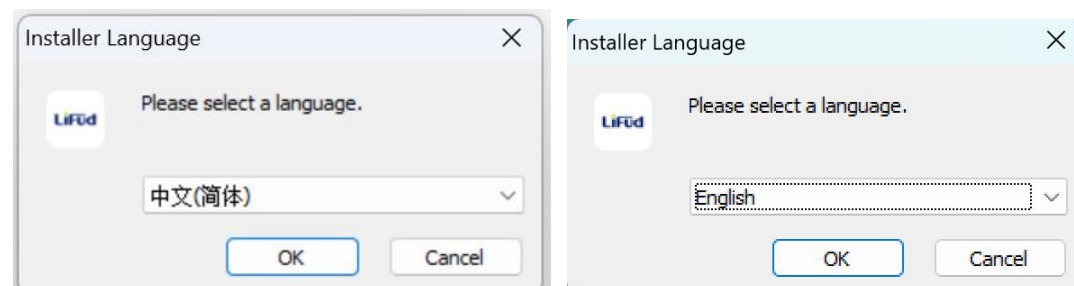 Installer Language
Please select a language.
LiFUd
中文(简体)
OK Cancel
Installer Language
Please select a language.
LiFUd
English
OK Cancel